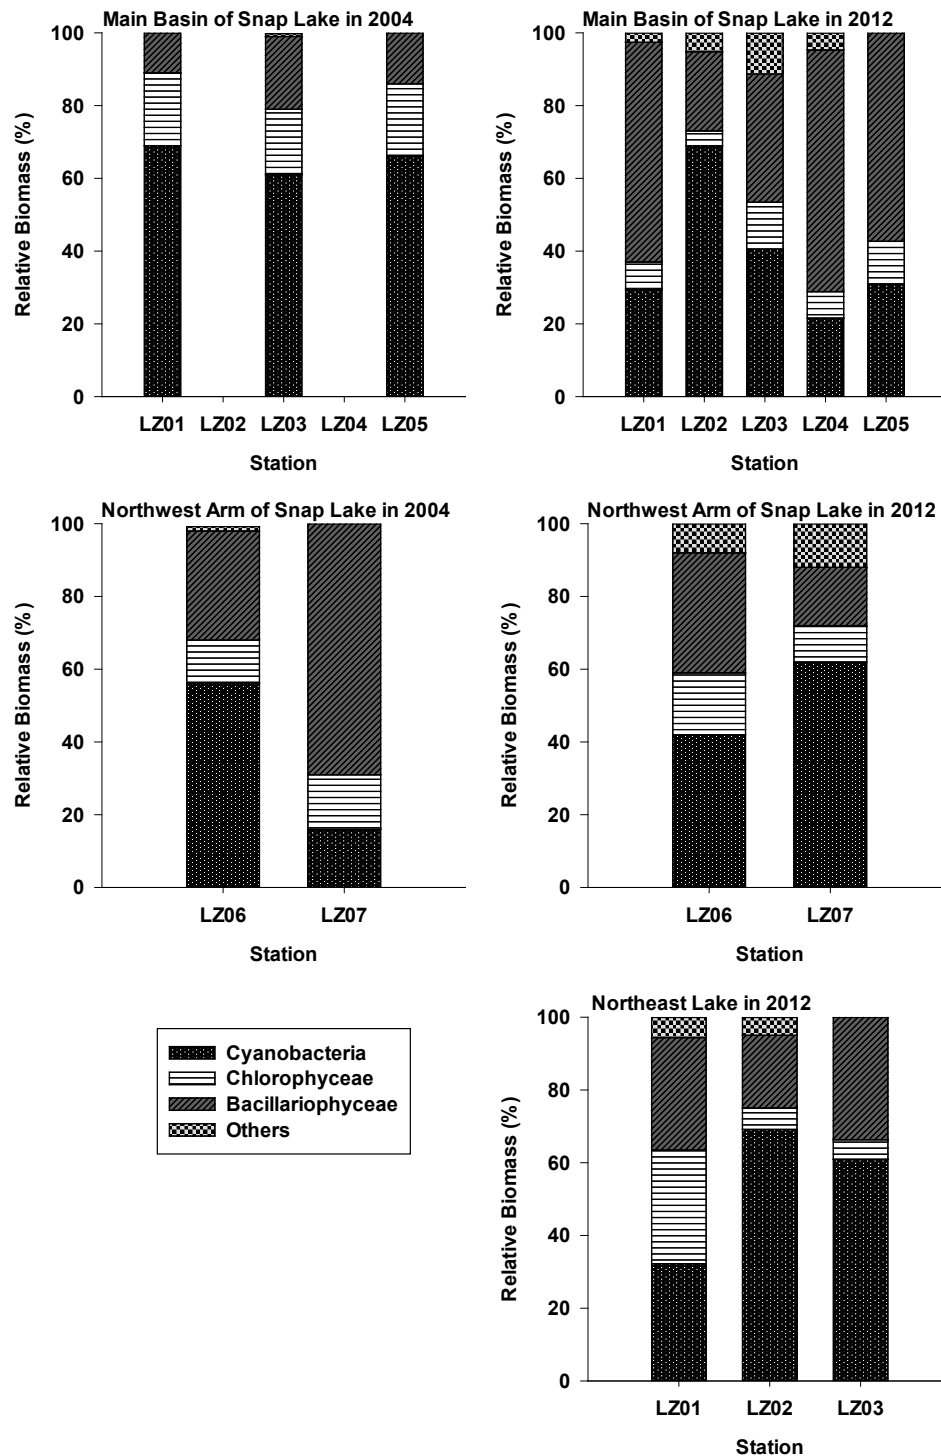 Main Basin of Snap Lake in 2004
Relative Biomass (%)
100
80
60
40
20
0
LZ01 LZ02 LZ03 LZ04 LZ05
Station
Main Basin of Snap Lake in 2012
Relative Biomass (%)
100
80
60
40
20
0
LZ01 LZ02 LZ03 LZ04 LZ05
Station
Northwest Arm of Snap Lake in 2004
Relative Biomass (%)
100
80
60
40
20
0
LZ06 LZ07
Station
Northwest Arm of Snap Lake in 2012
Relative Biomass (%)
100
80
60
40
20
0
LZ06 LZ07
Station
Cyanobacteria
Chlorophyceae
Bacillariophyceae
Others
Northeast Lake in 2012
Relative Biomass (%)
100
80
60
40
20
0
LZ01 LZ02 LZ03
Station